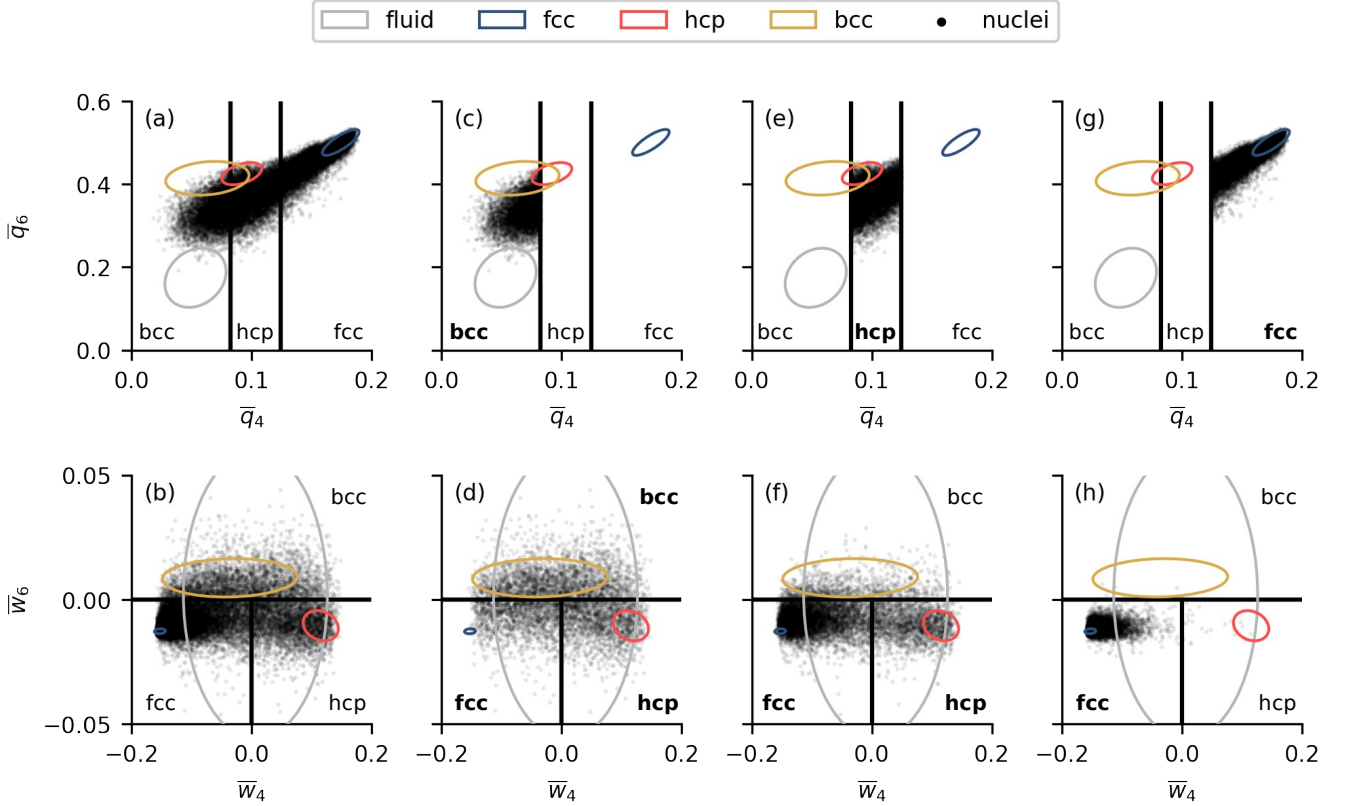 fluid fcc hcp bcc nuclei
(a) (c) (e) (g)
0.6
0.4
0.2
0.0
q̅₆
bcc hcp fcc
bcc hcp fcc
bcc hcp fcc
bcc hcp fcc
0.0 0.1 0.2
0.0 0.1 0.2
0.0 0.1 0.2
0.0 0.1 0.2
q̅₄ q̅₄ q̅₄ q̅₄
(b) bcc (d) bcc (f) bcc (h) bcc
0.05
0.00
−0.05
w̅₆
fcc hcp
fcc hcp
fcc hcp
fcc hcp
−0.2 0.0 0.2
−0.2 0.0 0.2
−0.2 0.0 0.2
−0.2 0.0 0.2
w̅₄ w̅₄ w̅₄ w̅₄